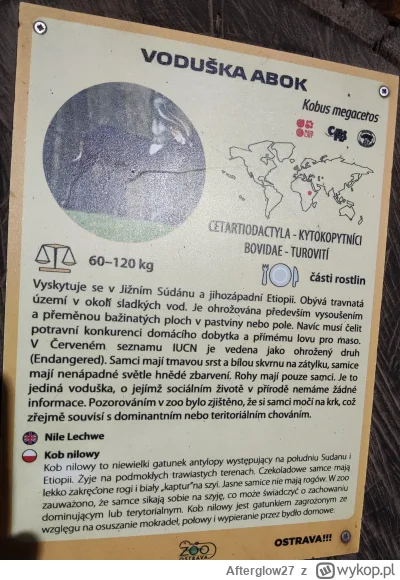 VODUŠKA ABOK
Kobus megaceros
CETARTIODACTYLA - KYTOKOPYTNÍCI
BOVIDAE - TUROVITÍ
60–120 kg
části rostlin
Vyskytuje se v Jižním Súdánu a jihozápadní Etiopii. Obývá travnatá
území v okolí sladkých vod. Je ohrožována především vysoušením
a přeměnou bažinatých ploch v pastviny nebo pole. Navíc musí čelit
potravní konkurenci domácího dobytka a přímému lovu pro maso.
V Červeném seznamu IUCN je vedena jako ohrožený druh
(Endangered). Samci mají tmavou srst a bílou skvrnu na zátylku, samice
mají nenápadné světle hnědé zbarvení. Rohy mají pouze samci. Je to
jediná voduška, o jejímž sociálním životě v přírodě nemáme žádné
informace. Pozorováním v zoo bylo zjištěno, že si samci močí na krk, což
zřejmě souvisí s dominantním nebo teritoriálním chováním.
Nile Lechwe
Kob nilowy
Kob nilowy to niewielki gatunek antylopy występujący na południu Sudanu i
Etiopii. Żyje na podmokłych trawiastych terenach. Czekoladowe samce mają
lekko zakręcone rogi i biały „kaptur” na szyi. Jasne samice nie mają rogów. W zoo
zauważono, że samce sikają sobie na szyję, co może świadczyć o zachowaniu
dominującym lub terytorialnym. Kob nilowy jest gatunkiem zagrożonym ze
względu na osuszanie mokradeł, połowy i wypieranie przez bydło domowe.
ZOO
OSTRAVA
OSTRAVA!!!
Afterglow27 z wykop.pl